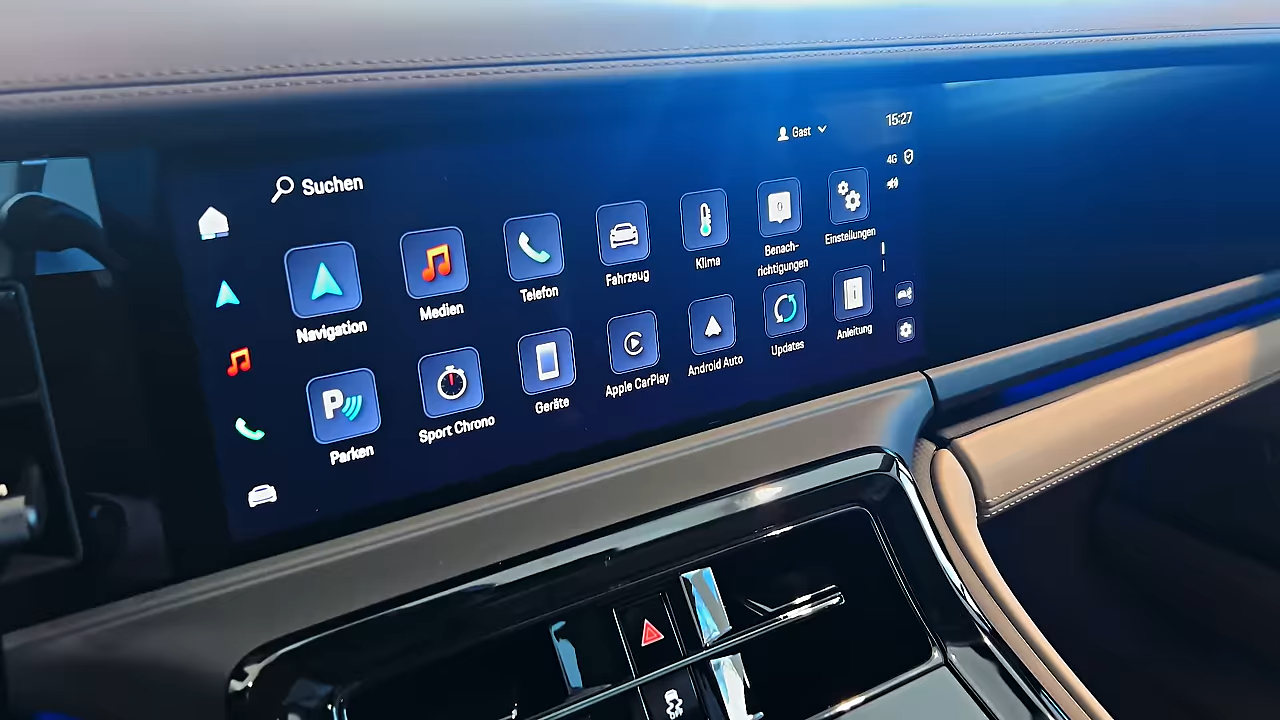 Gast
15:27
4G
Suchen
Navigation
Medien
Telefon
Fahrzeug
Klima
Benach-
richtigungen
Einstellungen
P
Parken
Sport Chrono
Geräte
Apple CarPlay
Android Auto
Updates
Anleitung
OFF